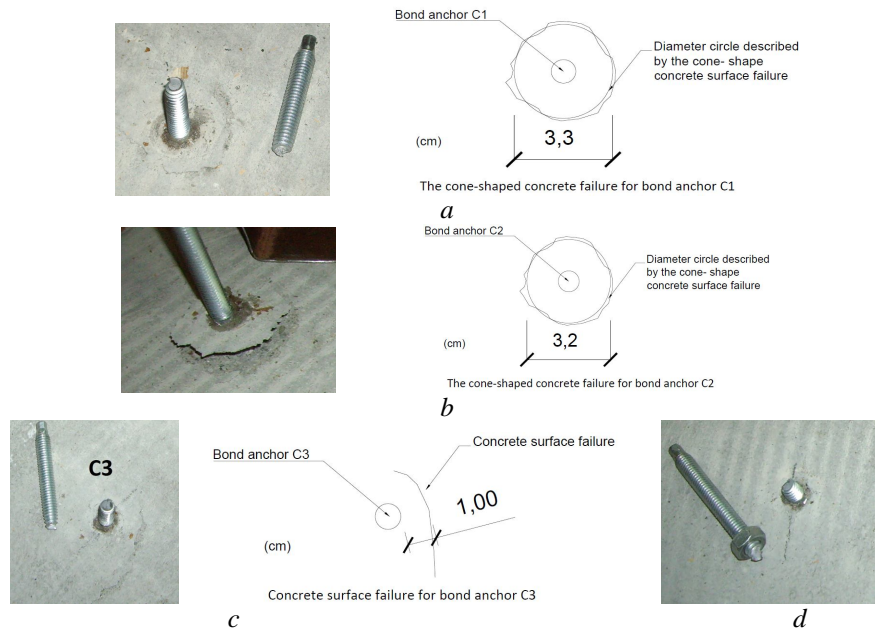 Bond anchor C1
Diameter circle described
by the cone- shape
concrete surface failure
(cm)
3,3
The cone-shaped concrete failure for bond anchor C1
a
Bond anchor C2
Diameter circle described
by the cone- shape
concrete surface failure
(cm)
3,2
The cone-shaped concrete failure for bond anchor C2
b
C3
Bond anchor C3
Concrete surface failure
1,00
(cm)
Concrete surface failure for bond anchor C3
c
d